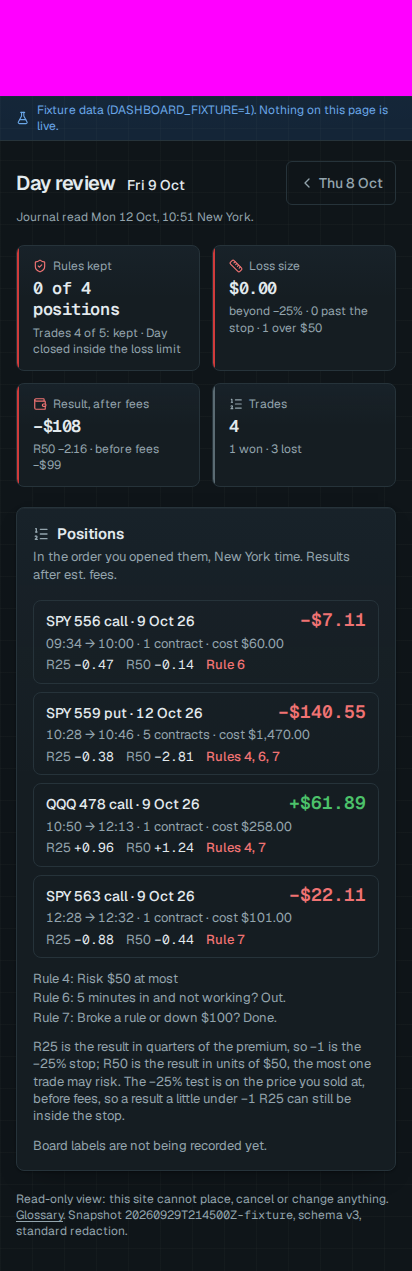 Fixture data (DASHBOARD_FIXTURE=1). Nothing on this page is
live.
Day review Fri 9 Oct
Thu 8 Oct
Journal read Mon 12 Oct, 10:51 New York.
Rules kept
0 of 4
positions
Trades 4 of 5: kept · Day
closed inside the loss limit
Loss size
$0.00
beyond −25% · 0 past the
stop · 1 over $50
Result, after fees
−$108
R50 −2.16 · before fees
−$99
Trades
4
1 won · 3 lost
Positions
In the order you opened them, New York time. Results
after est. fees.
SPY 556 call · 9 Oct 26 −$7.11
09:34 → 10:00 · 1 contract · cost $60.00
R25 −0.47 R50 −0.14 Rule 6
SPY 559 put · 12 Oct 26 −$140.55
10:28 → 10:46 · 5 contracts · cost $1,470.00
R25 −0.38 R50 −2.81 Rules 4, 6, 7
QQQ 478 call · 9 Oct 26 +$61.89
10:50 → 12:13 · 1 contract · cost $258.00
R25 +0.96 R50 +1.24 Rules 4, 7
SPY 563 call · 9 Oct 26 −$22.11
12:28 → 12:32 · 1 contract · cost $101.00
R25 −0.88 R50 −0.44 Rule 7
Rule 4: Risk $50 at most
Rule 6: 5 minutes in and not working? Out.
Rule 7: Broke a rule or down $100? Done.
R25 is the result in quarters of the premium, so −1 is the
−25% stop; R50 is the result in units of $50, the most one
trade may risk. The −25% test is on the price you sold at,
before fees, so a result a little under −1 R25 can still be
inside the stop.
Board labels are not being recorded yet.
Read-only view: this site cannot place, cancel or change anything.
Glossary. Snapshot 20260929T214500Z-fixture, schema v3,
standard redaction.